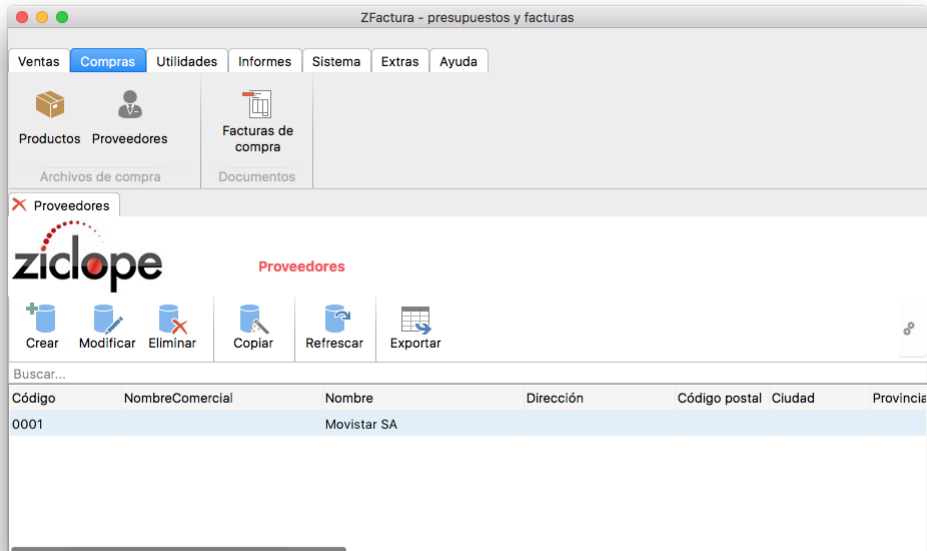 ZFactura - presupuestos y facturas
Ventas Compras Utilidades Informes Sistema Extras Ayuda
Productos Proveedores
Facturas de
compra
Archivos de compra Documentos
Proveedores
ziclope
Proveedores
Crear Modificar Eliminar Copiar Refrescar Exportar
Buscar...
Código NombreComercial Nombre Dirección Código postal Ciudad Provincia
0001 Movistar SA